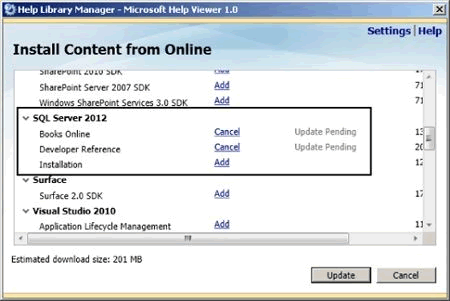 Help Library Manager - Microsoft Help Viewer 1.0
Settings | Help
Install Content from Online
SharePoint 2010 SDK Add
SharePoint Server 2007 SDK Add 71
Windows SharePoint Services 3.0 SDK Add 71
SQL Server 2012
Books Online Cancel Update Pending 13
Developer Reference Cancel Update Pending 20
Installation Add 12
Surface
Surface 2.0 SDK Add 17
Visual Studio 2010
Application Lifecycle Management Add 11
Estimated download size: 201 MB
Update Cancel